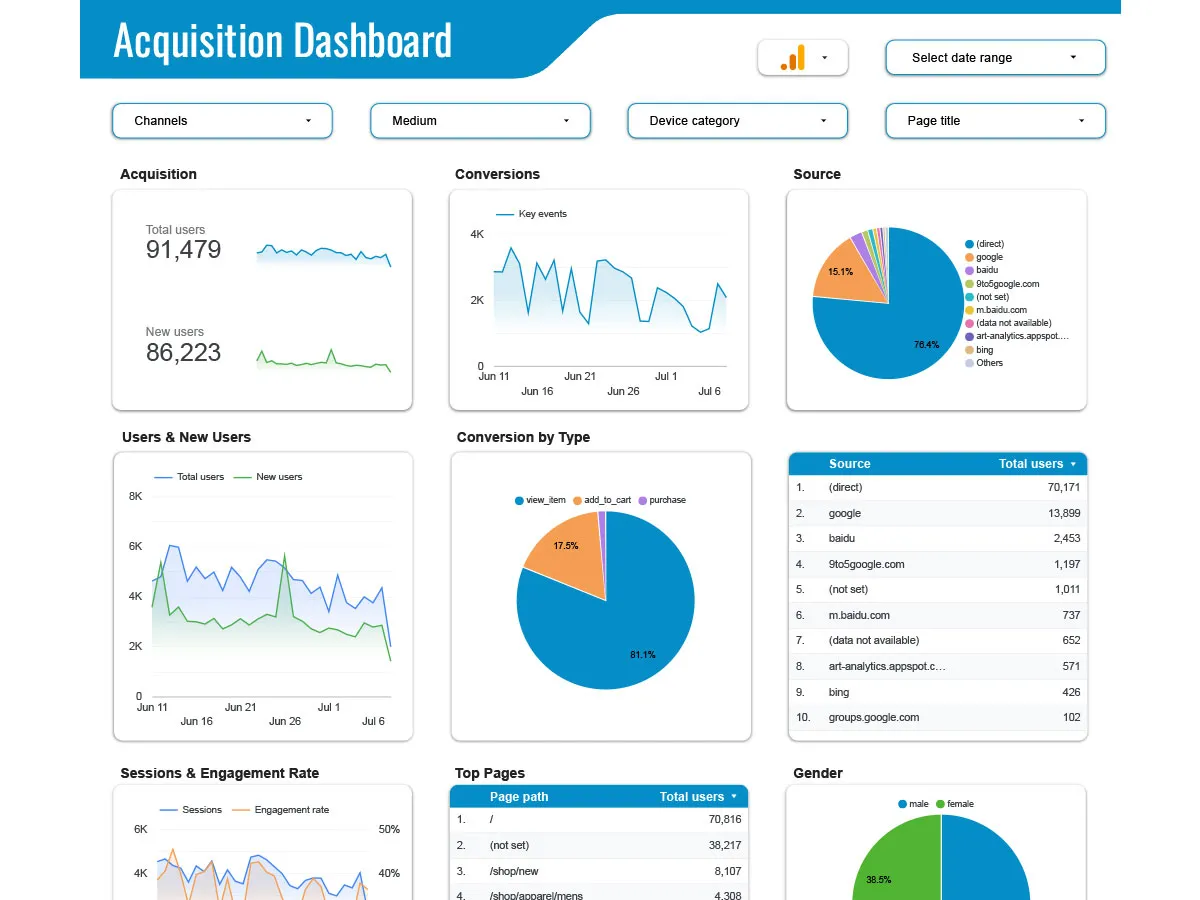 Acquisition Dashboard
Select date range
Channels
Medium
Device category
Page title
Acquisition
Total users
91,479
New users
86,223
Conversions
Key events
4K
2K
0
Jun 11
Jun 21
Jul 1
Jun 16
Jun 26
Jul 6
Source
15.1%
76.4%
(direct)
google
baidu
9to5google.com
(not set)
m.baidu.com
(data not available)
art-analytics.appspot.…
bing
Others
Users & New Users
Total users
New users
8K
6K
4K
2K
0
Jun 11
Jun 21
Jul 1
Jun 16
Jun 26
Jul 6
Conversion by Type
view_item
add_to_cart
purchase
17.5%
81.1%
Source Total users
1. (direct) 70,171
2. google 13,899
3. baidu 2,453
4. 9to5google.com 1,197
5. (not set) 1,011
6. m.baidu.com 737
7. (data not available) 652
8. art-analytics.appspot.c… 571
9. bing 426
10. groups.google.com 102
Sessions & Engagement Rate
Sessions
Engagement rate
6K
50%
4K
40%
Top Pages
Page path Total users
1. / 70,816
2. (not set) 38,217
3. /shop/new 8,107
4. /shop/apparel/mens 4,308
Gender
male
female
38.5%